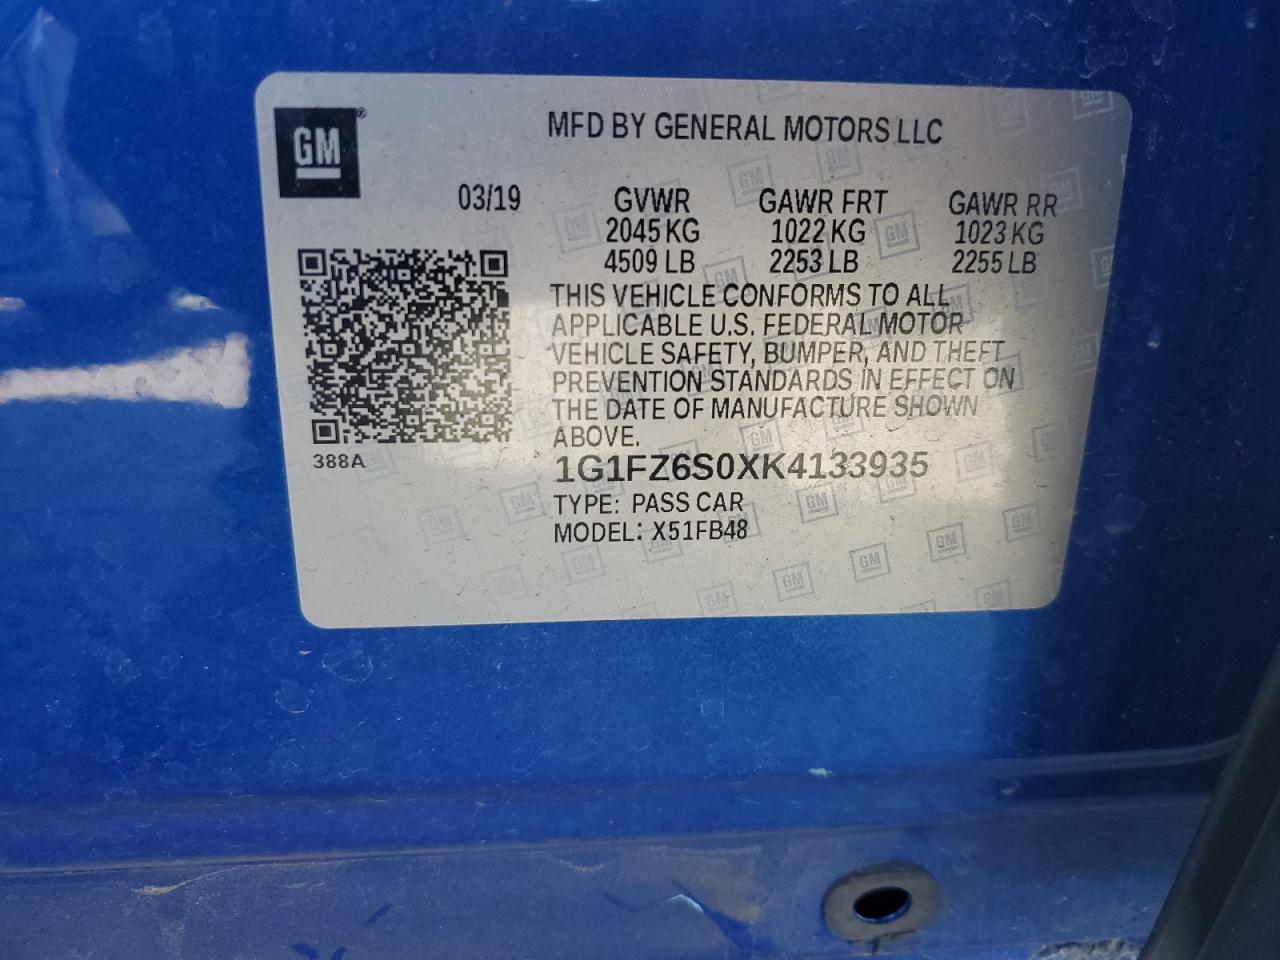 GM®
MFD BY GENERAL MOTORS LLC
03/19
GVWR GAWR FRT GAWR RR
2045 KG 1022 KG 1023 KG
4509 LB 2253 LB 2255 LB
THIS VEHICLE CONFORMS TO ALL
APPLICABLE U.S. FEDERAL MOTOR
VEHICLE SAFETY, BUMPER, AND THEFT
PREVENTION STANDARDS IN EFFECT ON
THE DATE OF MANUFACTURE SHOWN
ABOVE.
388A
1G1FZ6S0XK4133935
TYPE: PASS CAR
MODEL: X51FB48